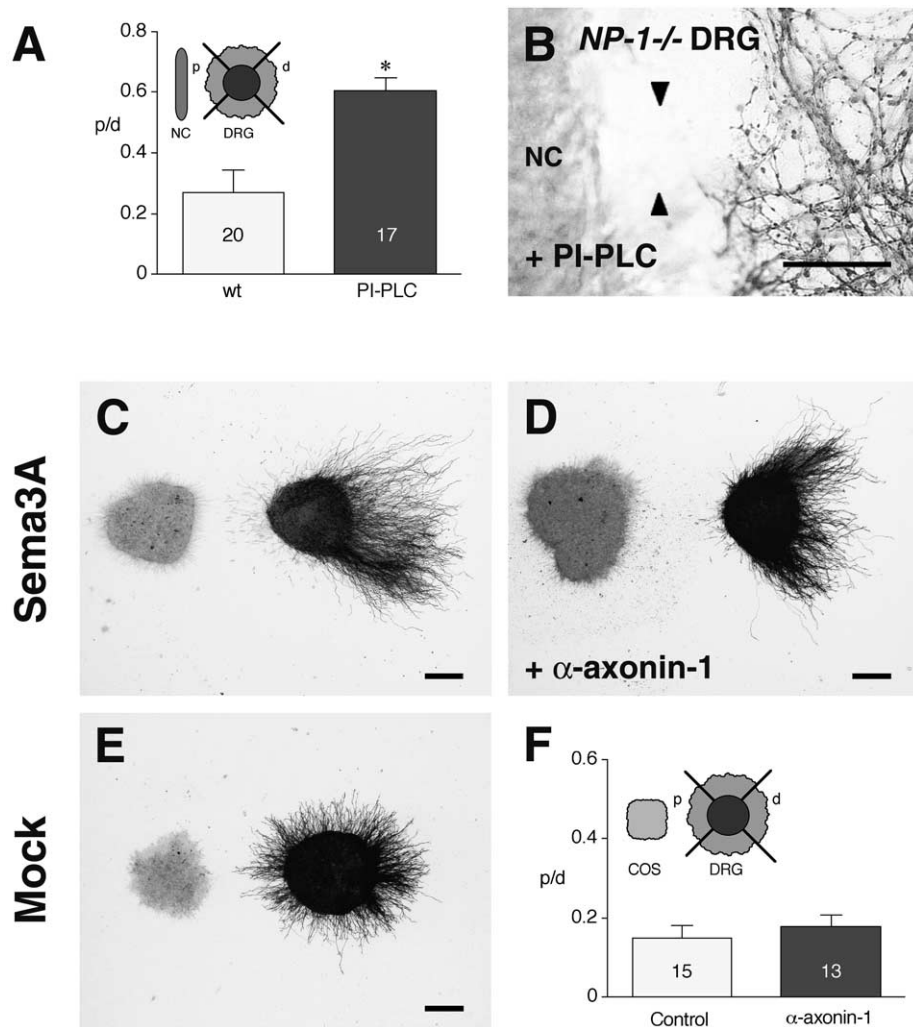 A
0.8
0.6
p/d
0.4
0.2
0
p
d
NC
DRG
*
20
17
wt
PI-PLC
B
NP-1-/- DRG
NC
+ PI-PLC
Sema3A
C
D
+ α-axonin-1
Mock
E
F
0.6
0.4
p/d
0.2
0
p
d
COS
DRG
15
13
Control
α-axonin-1